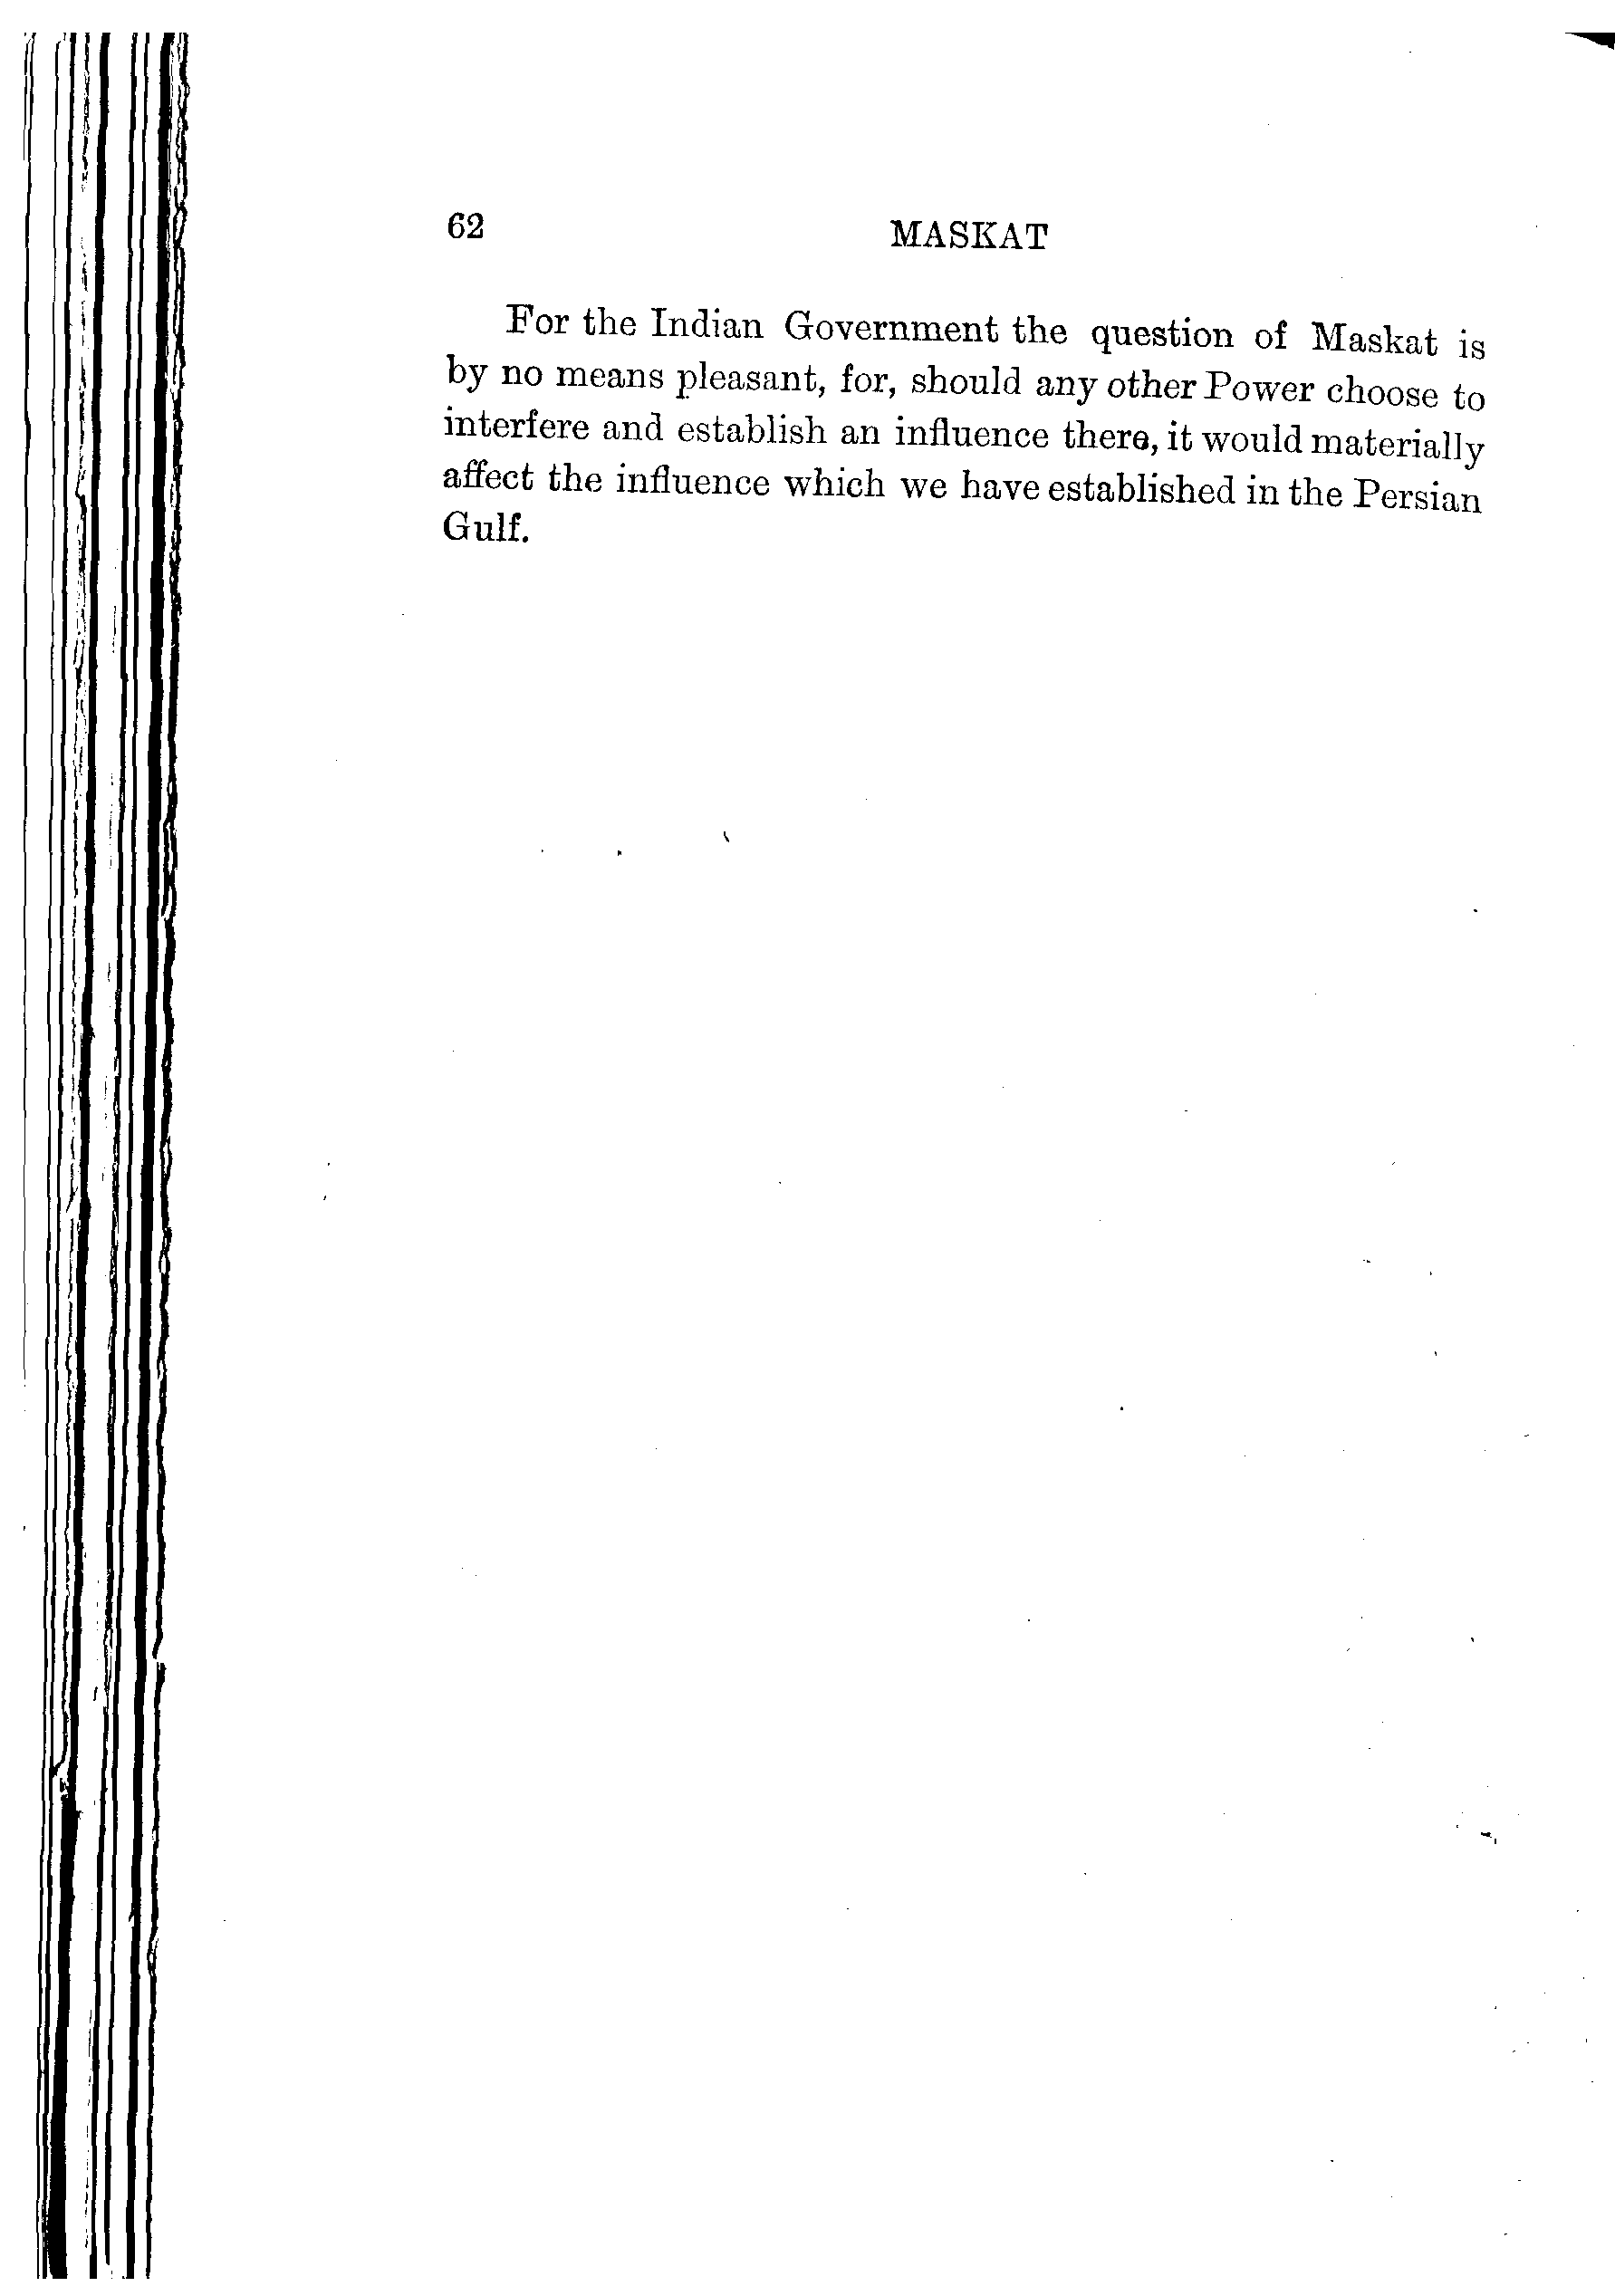 62 MASKAT
For the Indian Government the question of Maskat is
by no means pleasant, for, should any other Power choose to
interfere and establish an influence there, it would materially
affect the influence which we have established in the Persian
Gulf.